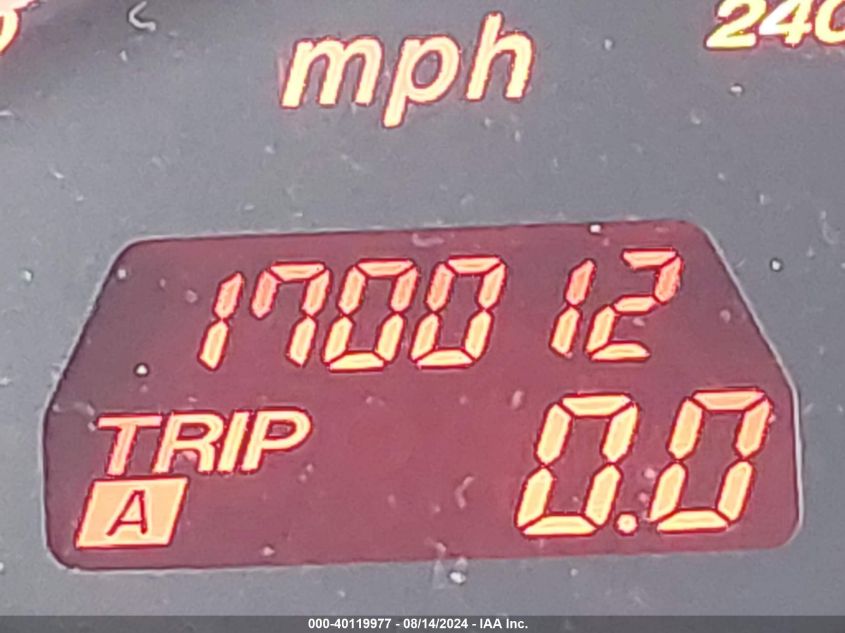 mph 240
170012
TRIP
A 0.0
000-40119977 - 08/14/2024 - IAA Inc.